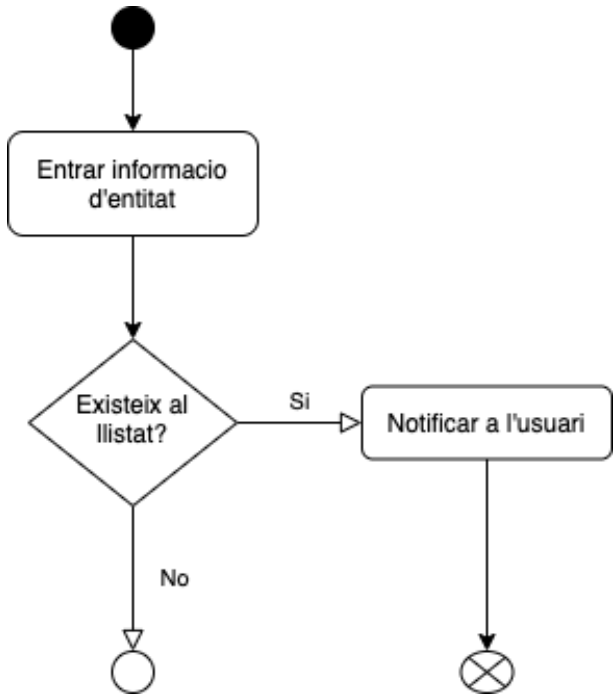 Entrar informacio
d'entitat
Existeix al
llistat?
Si
Notificar a l'usuari
No